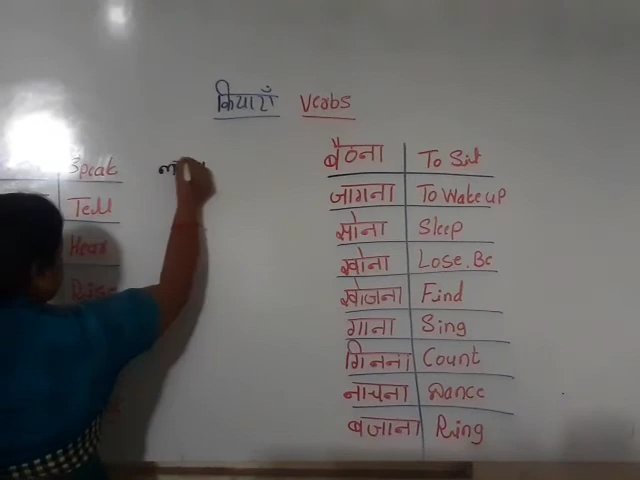 क्रियाएँ Verbs
Speak
Tell
Hear
बैठना To Sit
जागना To Wake up
सोना Sleep
खोना Lose. Be
खोजना Find
गाना Sing
गिनना Count
नाचना Dance
बजाना Ring